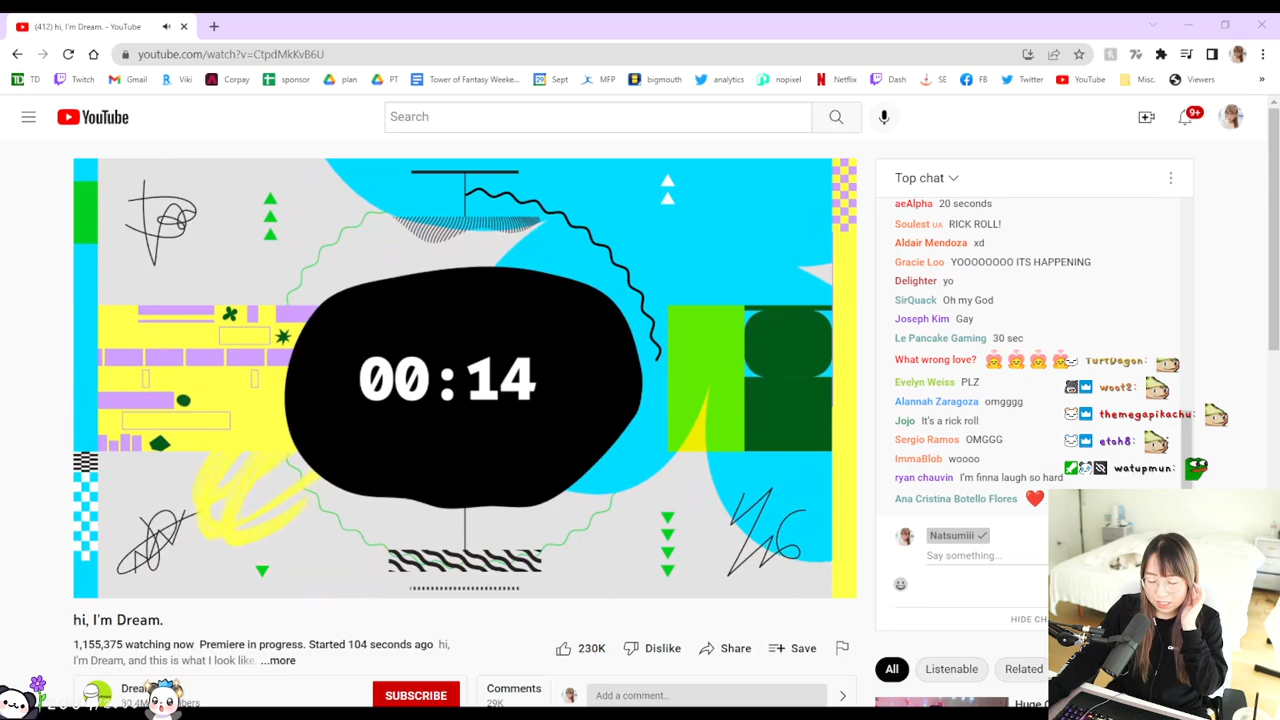 (412) hi, I'm Dream. - YouTube
youtube.com/watch?v=CtpdMkKvB6U
TD Twitch Gmail Viki Corpay sponsor plan PT Tower of Fantasy Weeke... Sept MFP bigmouth analytics nopixel Netflix Dash SE FB Twitter YouTube Misc. Viewers »
YouTube
Search
9+
Top chat
aeAlpha 20 seconds
Soulest UA RICK ROLL!
Aldair Mendoza xd
Gracie Loo YOOOOOOOO ITS HAPPENING
Delighter yo
SirQuack Oh my God
Joseph Kim Gay
Le Pancake Gaming 30 sec
What wrong love?
Evelyn Weiss PLZ
Alannah Zaragoza omgggg
Jojo It's a rick roll
Sergio Ramos OMGGG
ImmaBlob woooo
ryan chauvin I'm finna laugh so hard
Ana Cristina Botello Flores
TurtDagon:
woot2:
themegapikachu:
etoh8:
watupmun:
00:14
Natsumiii
Say something...
HIDE CH
hi, I'm Dream.
1,155,375 watching now Premiere in progress. Started 104 seconds ago hi,
I'm Dream, and this is what I look like. ...more
230K Dislike Share Save
All Listenable Related
SUBSCRIBE
Comments
29K
Add a comment...